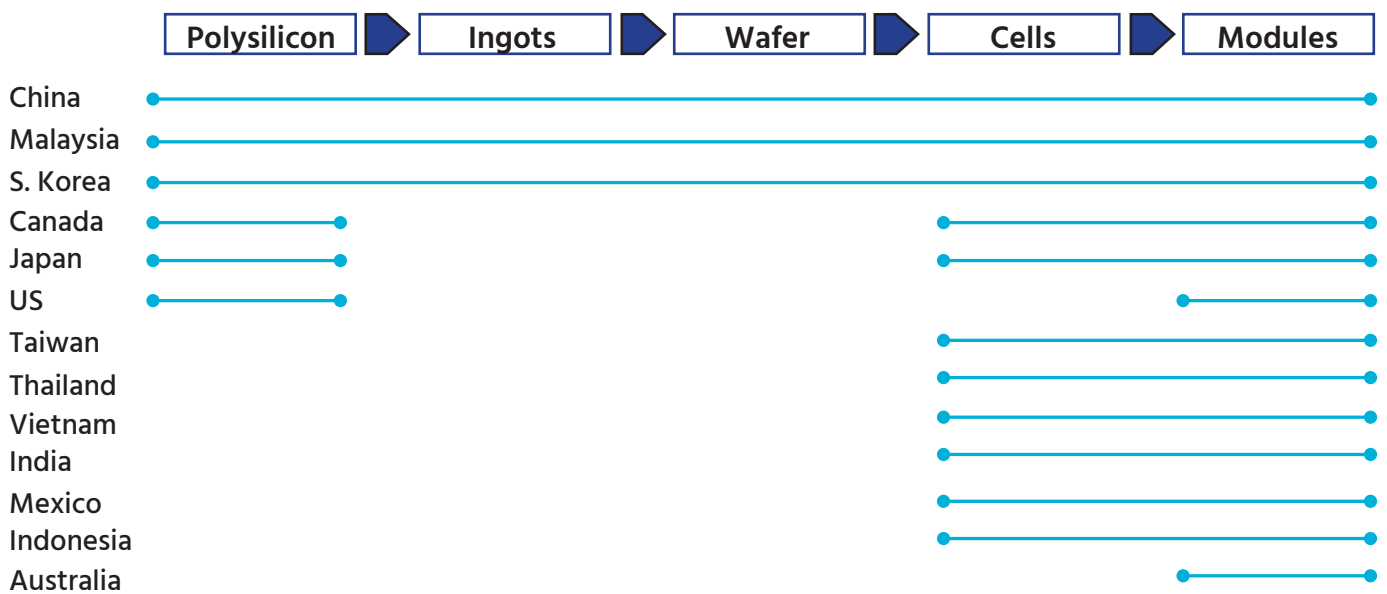 Polysilicon Ingots Wafer Cells Modules
China
Malaysia
S. Korea
Canada
Japan
US
Taiwan
Thailand
Vietnam
India
Mexico
Indonesia
Australia